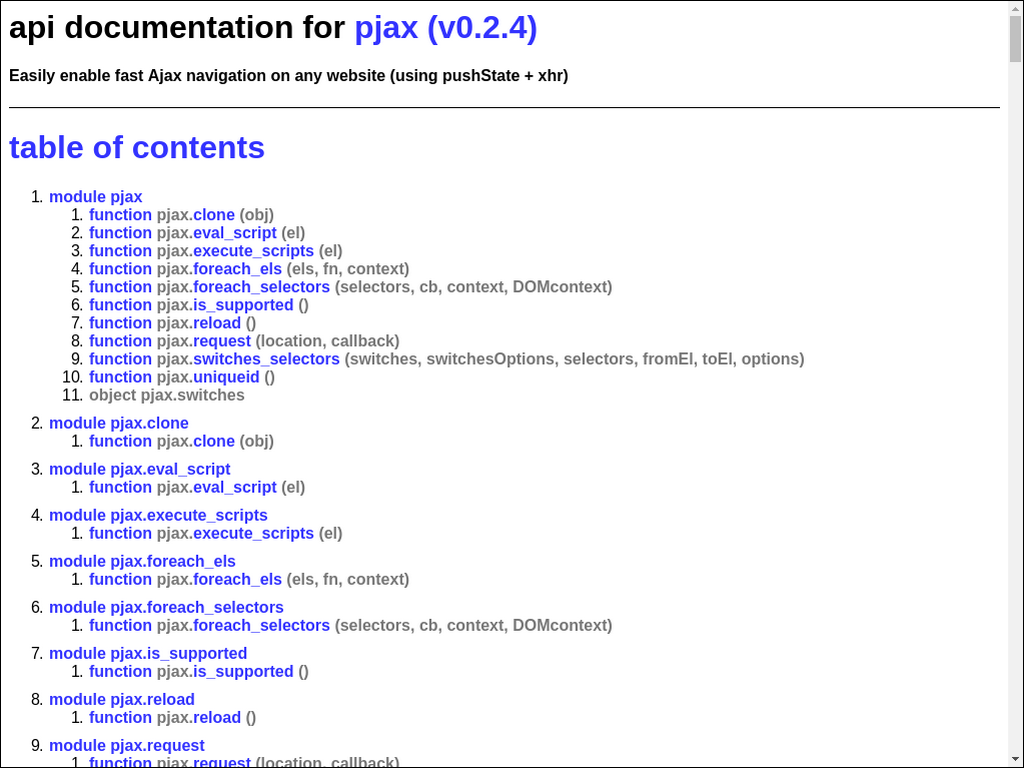 api documentation for pjax (v0.2.4)
Easily enable fast Ajax navigation on any website (using pushState + xhr)
table of contents
1. module pjax
1. function pjax.clone (obj)
2. function pjax.eval_script (el)
3. function pjax.execute_scripts (el)
4. function pjax.foreach_els (els, fn, context)
5. function pjax.foreach_selectors (selectors, cb, context, DOMcontext)
6. function pjax.is_supported ()
7. function pjax.reload ()
8. function pjax.request (location, callback)
9. function pjax.switches_selectors (switches, switchesOptions, selectors, fromEl, toEl, options)
10. function pjax.uniqueid ()
11. object pjax.switches
2. module pjax.clone
1. function pjax.clone (obj)
3. module pjax.eval_script
1. function pjax.eval_script (el)
4. module pjax.execute_scripts
1. function pjax.execute_scripts (el)
5. module pjax.foreach_els
1. function pjax.foreach_els (els, fn, context)
6. module pjax.foreach_selectors
1. function pjax.foreach_selectors (selectors, cb, context, DOMcontext)
7. module pjax.is_supported
1. function pjax.is_supported ()
8. module pjax.reload
1. function pjax.reload ()
9. module pjax.request
1. function pjax.request (location, callback)